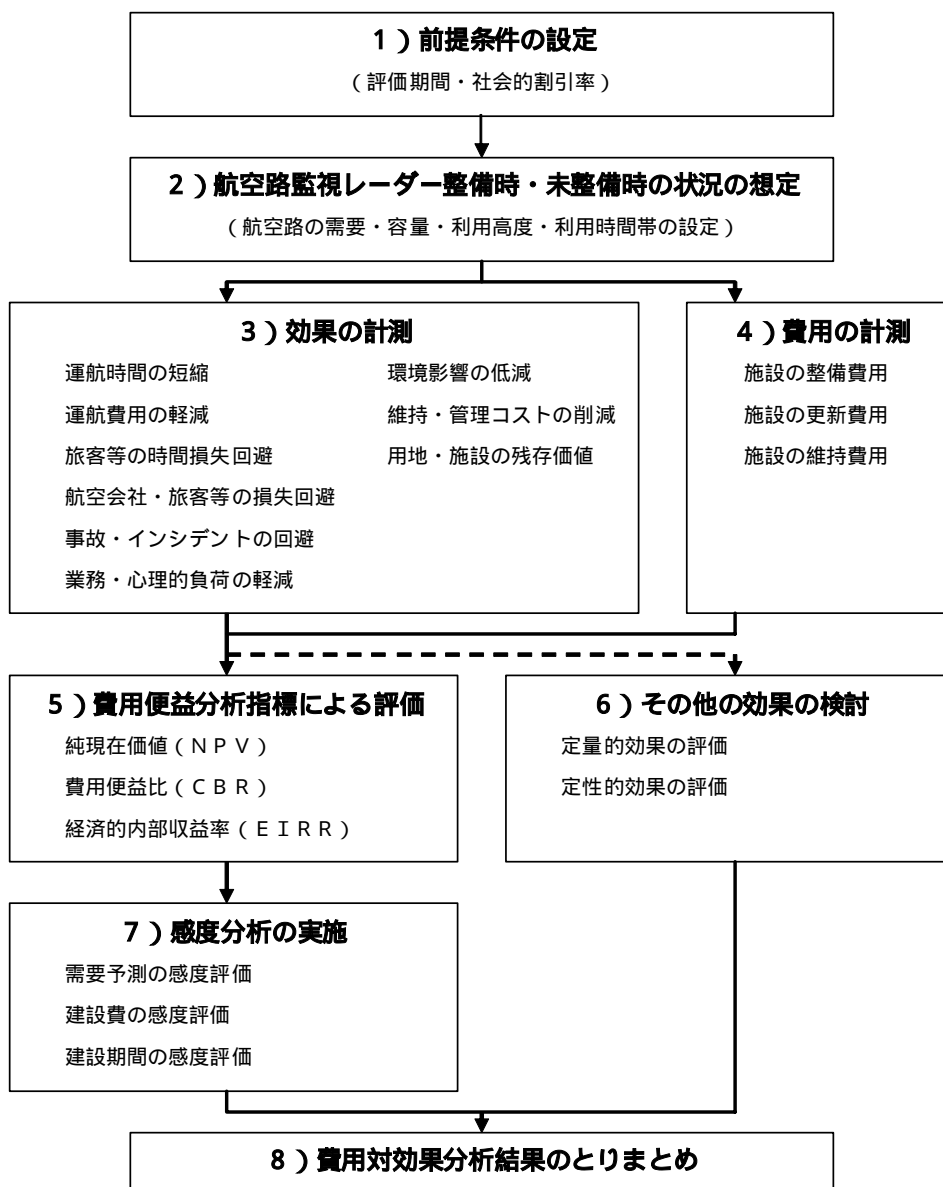 1）前提条件の設定
（評価期間・社会的割引率）
2）航空路監視レーダー整備時・未整備時の状況の想定
（航空路の需要・容量・利用高度・利用時間帯の設定）
3）効果の計測
運航時間の短縮
運航費用の軽減
旅客等の時間損失回避
航空会社・旅客等の損失回避
事故・インシデントの回避
業務・心理的負荷の軽減
環境影響の低減
維持・管理コストの削減
用地・施設の残存価値
4）費用の計測
施設の整備費用
施設の更新費用
施設の維持費用
5）費用便益分析指標による評価
純現在価値（ＮＰＶ）
費用便益比（ＣＢＲ）
経済的内部収益率（ＥＩＲＲ）
6）その他の効果の検討
定量的効果の評価
定性的効果の評価
7）感度分析の実施
需要予測の感度評価
建設費の感度評価
建設期間の感度評価
8）費用対効果分析結果のとりまとめ